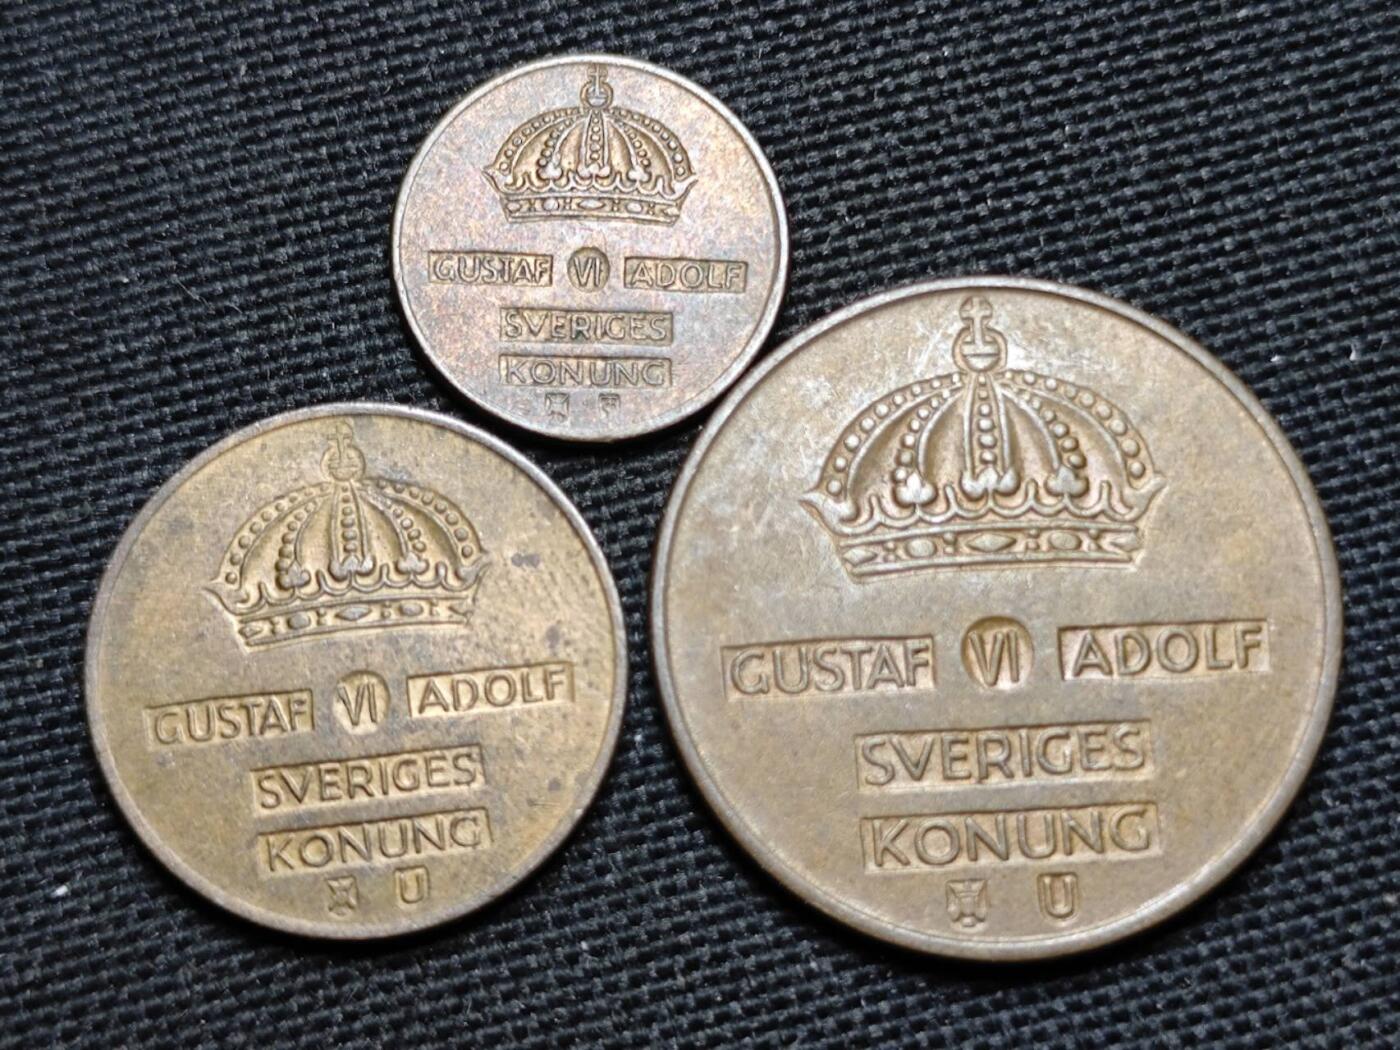 GUSTAF VI ADOLF
SVERIGES
KONUNG
GUSTAF VI ADOLF
SVERIGES
KONUNG
U
GUSTAF VI ADOLF
SVERIGES
KONUNG
U